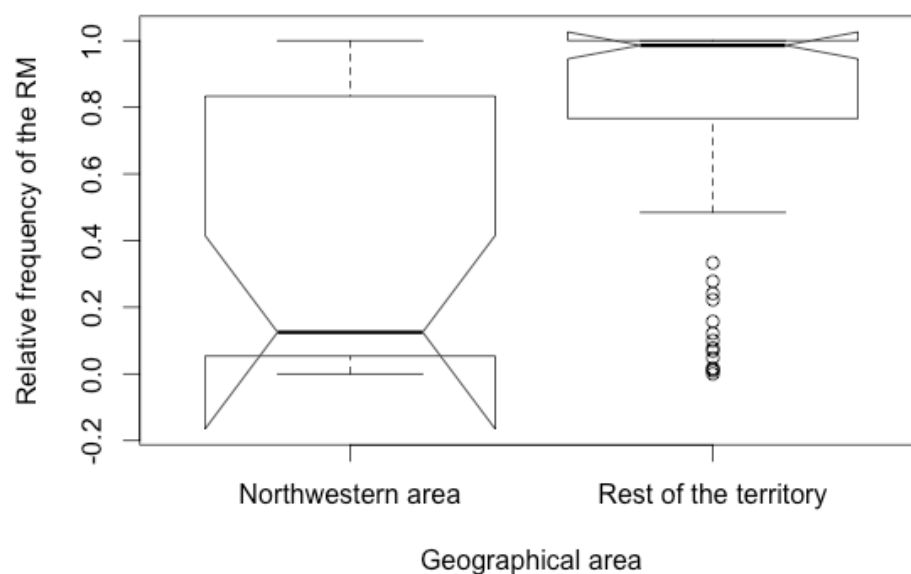 Relative frequency of the RM
1.0
0.8
0.6
0.4
0.2
0.0
-0.2
Northwestern area
Rest of the territory
Geographical area